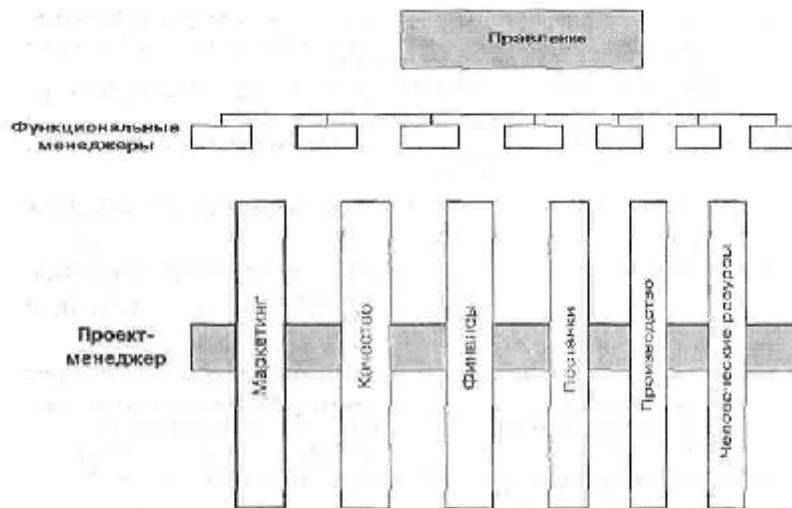 Правление
Функциональные
менеджеры
Проект-
менеджер
Маркетинг
Качество
Финансы
Поставки
Производство
Человеческие ресурсы